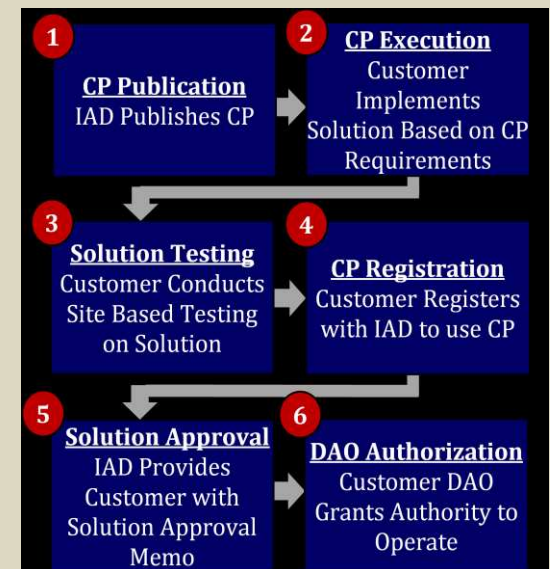 1
CP Publication
IAD Publishes CP
2
CP Execution
Customer
Implements
Solution Based on CP
Requirements
3
Solution Testing
Customer Conducts
Site Based Testing
on Solution
4
CP Registration
Customer Registers
with IAD to use CP
5
Solution Approval
IAD Provides
Customer with
Solution Approval
Memo
6
DAO Authorization
Customer DAO
Grants Authority to
Operate